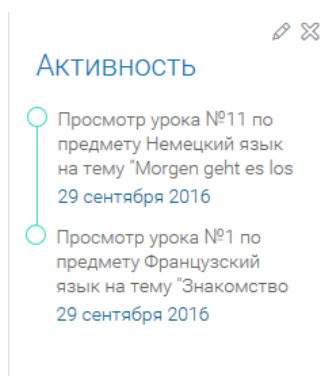 Активность
Просмотр урока №11 по
предмету Немецкий язык
на тему "Morgen geht es los
29 сентября 2016
Просмотр урока №1 по
предмету Французский
язык на тему "Знакомство
29 сентября 2016